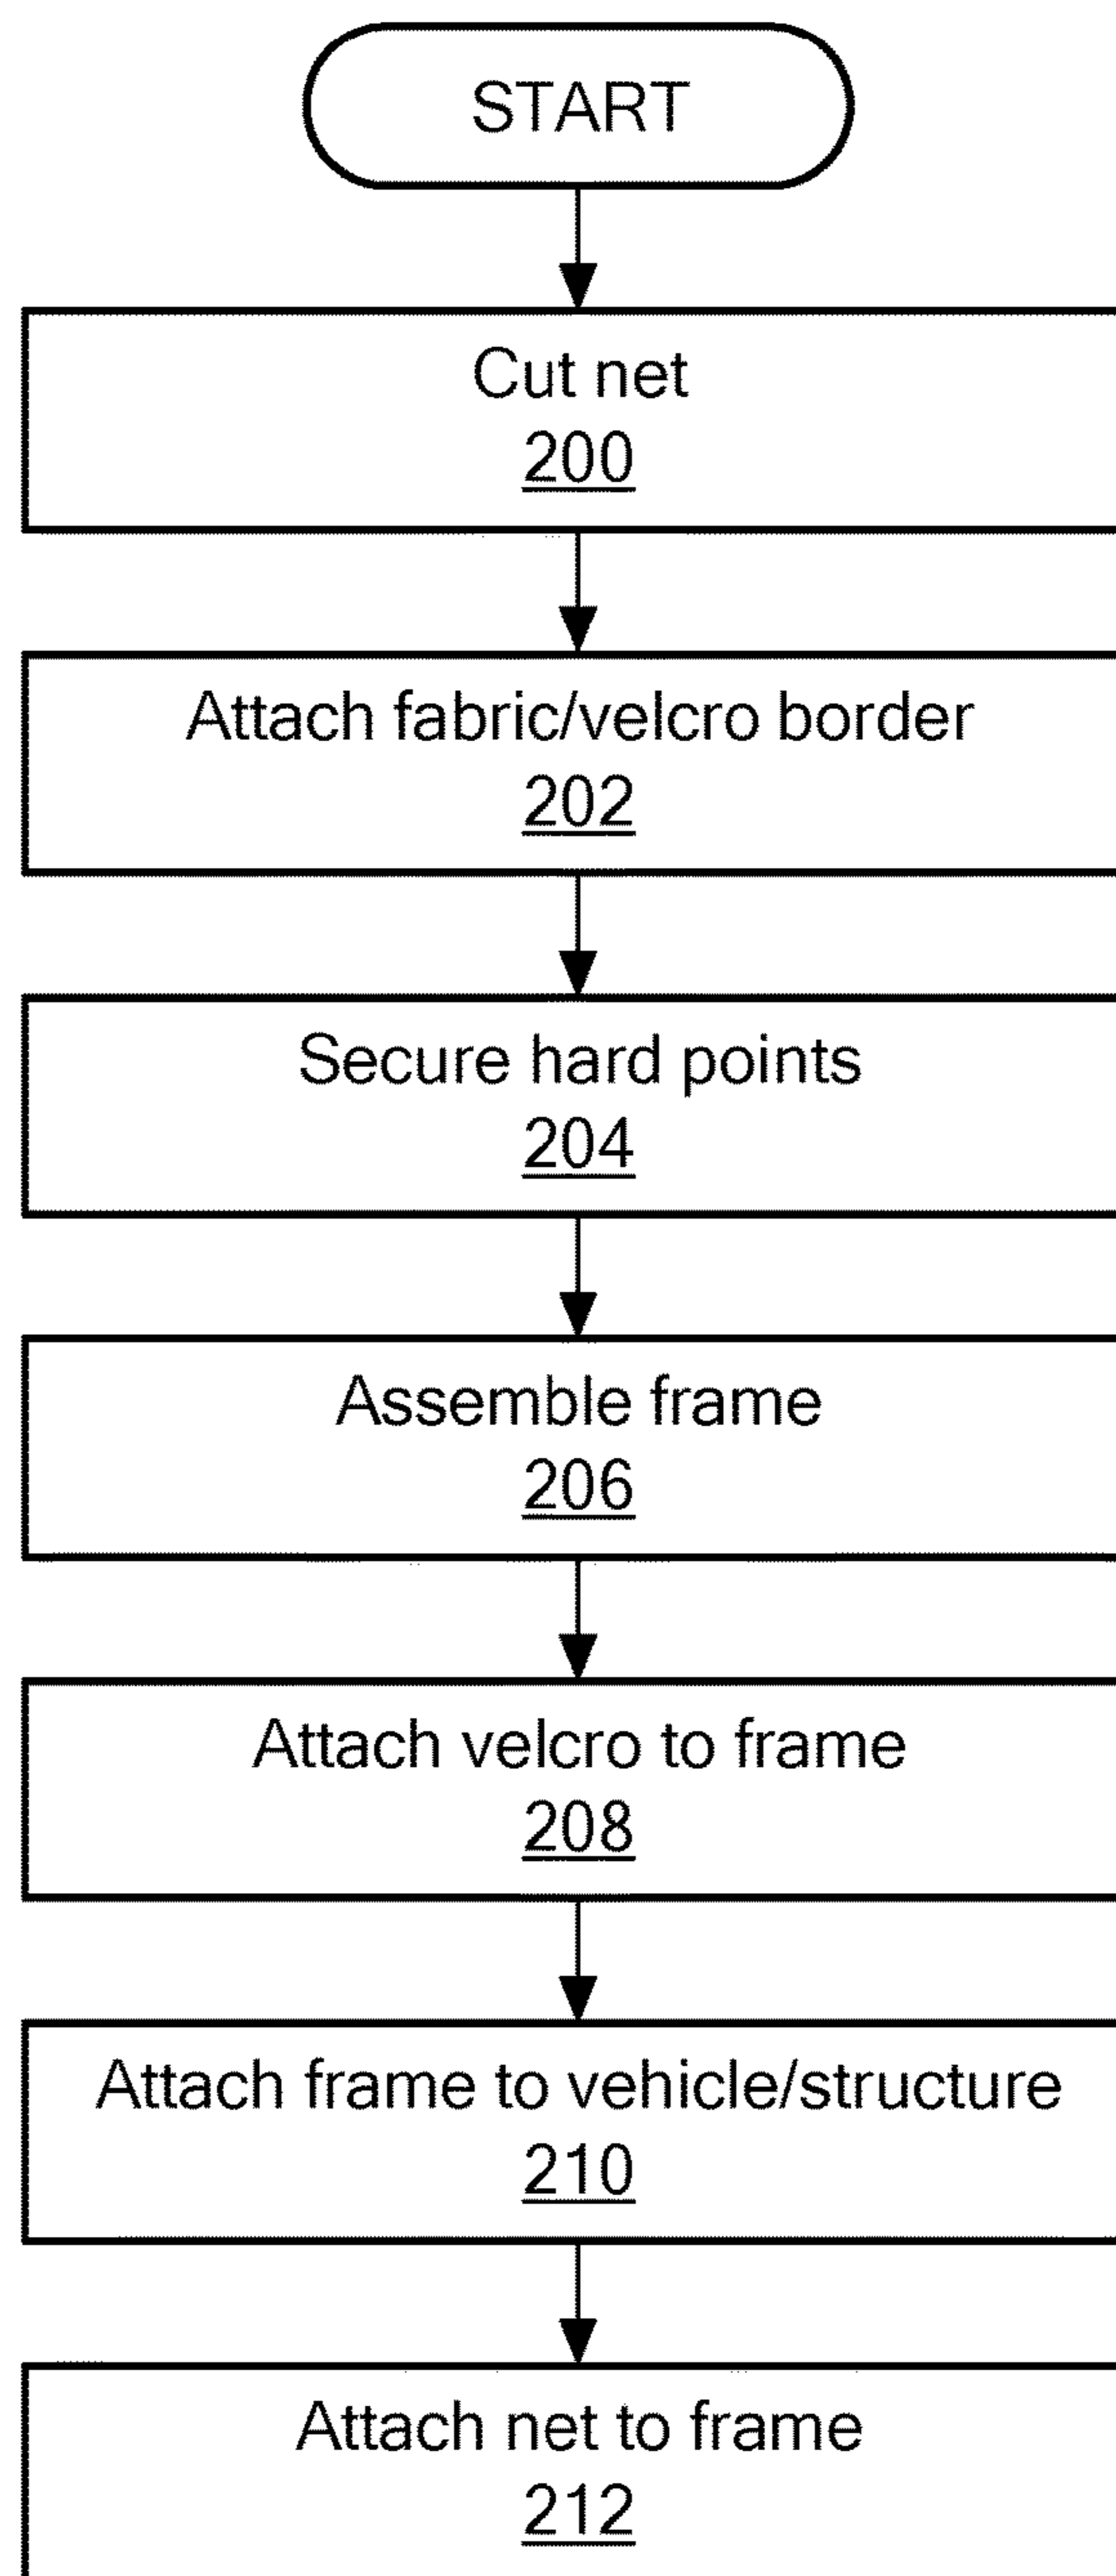 START
Cut net
200
Attach fabric/velcro border
202
Secure hard points
204
Assemble frame
206
Attach velcro to frame
208
Attach frame to vehicle/structure
210
Attach net to frame
212